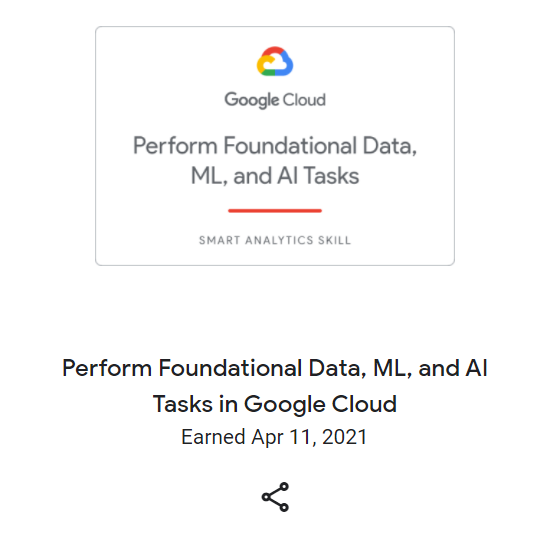 Google Cloud
Perform Foundational Data,
ML, and AI Tasks
SMART ANALYTICS SKILL
Perform Foundational Data, ML, and AI
Tasks in Google Cloud
Earned Apr 11, 2021